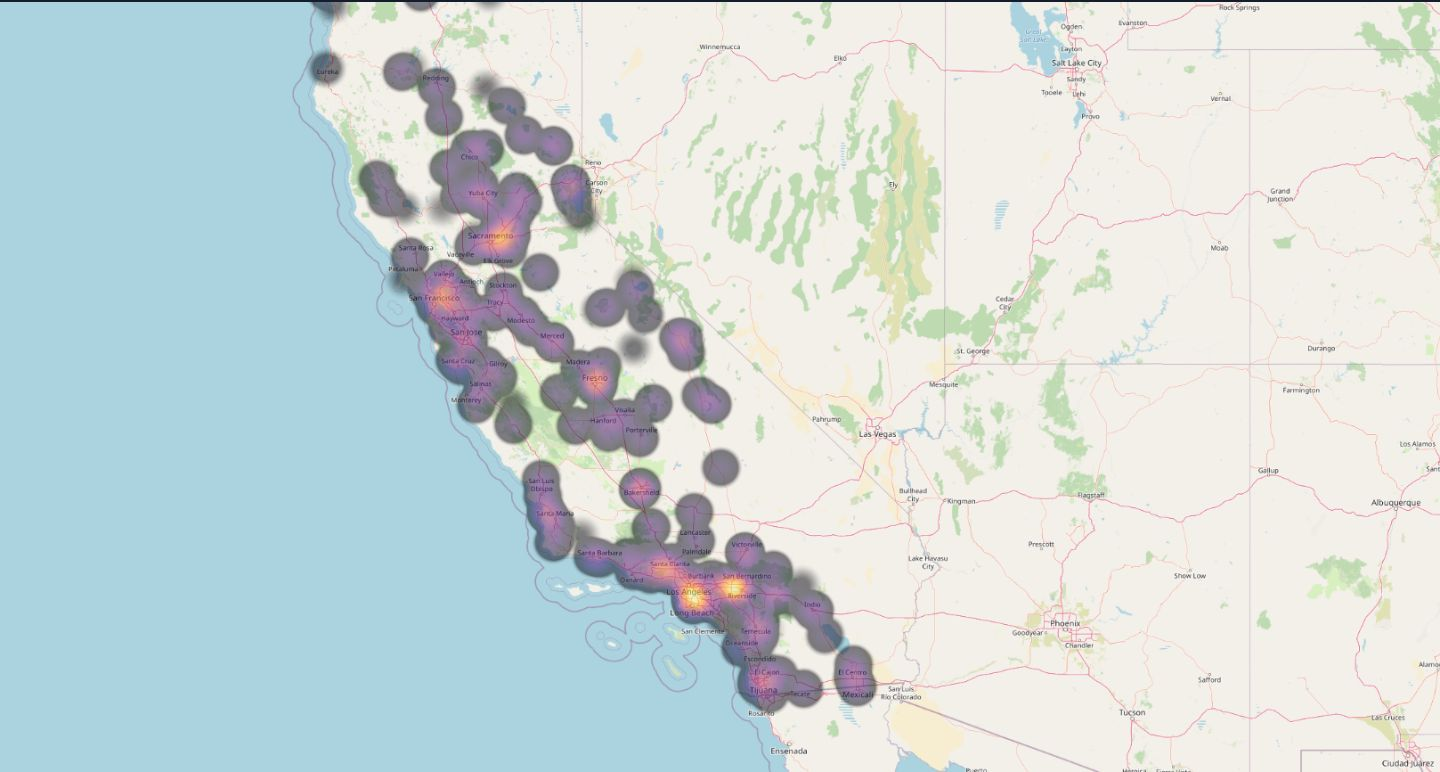 Rock Springs
Evanston
Ogden
Great
Salt Lake
Layton
Winnemucca
Elko
Salt Lake City
Eureka
Redding
Sandy
Tooele
Lehi
Vernal
Provo
Chico
Reno
Carson
City
Ely
Yuba City
Grand
Junction
Sacramento
Santa Rosa
Moab
Vacaville
Elk Grove
Petaluma
Vallejo
Antioch
Stockton
San Francisco
Tracy
Cedar
City
Hayward
Modesto
San Jose
Merced
Durango
St. George
Santa Cruz
Gilroy
Madera
Fresno
Mesquite
Salinas
Farmington
Monterey
Visalia
Hanford
Pahrump
Porterville
Las Vegas
Los Alamos
Gallup
San Luis
Obispo
Bakersfield
Bullhead
City
Kingman
Flagstaff
Albuquerque
Santa Maria
Lancaster
Victorville
Palmdale
Prescott
Santa Barbara
Lake Havasu
City
Santa Clarita
Oxnard
Burbank
San Bernardino
Show Low
Los Angeles
Riverside
Long Beach
Indio
San Clemente
Temecula
Phoenix
Goodyear
Oceanside
Chandler
Escondido
El Cajon
El Centro
Safford
Tijuana
Tecate
Mexicali
San Luis
Río Colorado
Rosarito
Tucson
Las Cruces
Ensenada
Ciudad Juárez